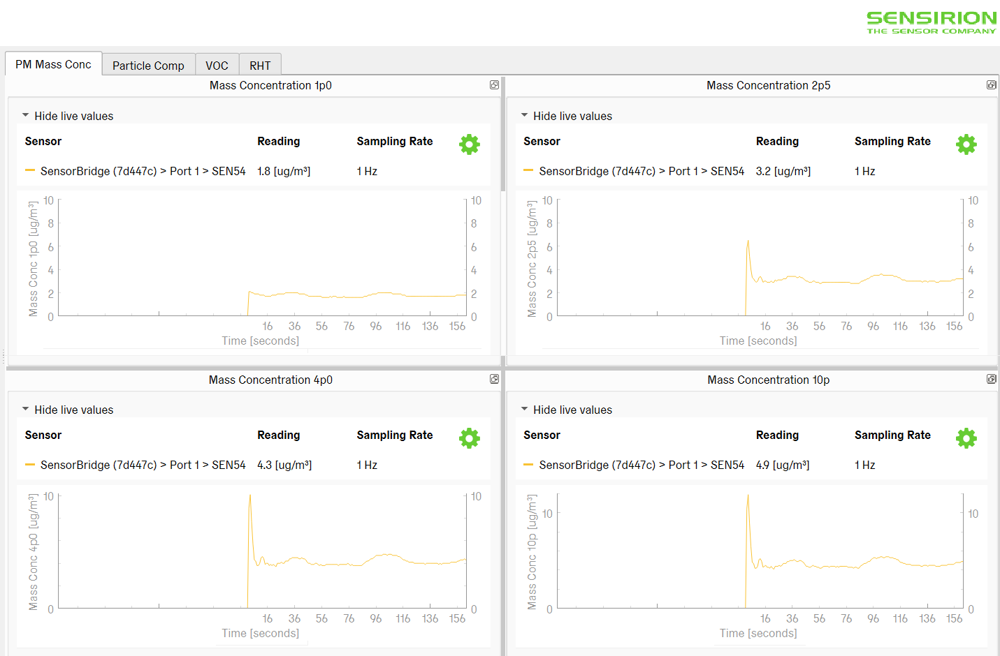 SENSIRION
THE SENSOR COMPANY
PM Mass Conc Particle Comp VOC RHT
Mass Concentration 1p0
Hide live values
Sensor Reading Sampling Rate
SensorBridge (7d447c) > Port 1 > SEN54 1.8 [ug/m³] 1 Hz
Mass Conc 1p0 [ug/m³]
10 10
8 8
6 6
4 4
2 2
0 0
16 36 56 76 96 116 136 156
Time [seconds]
Mass Concentration 2p5
Hide live values
Sensor Reading Sampling Rate
SensorBridge (7d447c) > Port 1 > SEN54 3.2 [ug/m³] 1 Hz
Mass Conc 2p5 [ug/m³]
10 10
8 8
6 6
4 4
2 2
0 0
16 36 56 76 96 116 136 156
Time [seconds]
Mass Concentration 4p0
Hide live values
Sensor Reading Sampling Rate
SensorBridge (7d447c) > Port 1 > SEN54 4.3 [ug/m³] 1 Hz
Mass Conc 4p0 [ug/m³]
10 10
0 0
16 36 56 76 96 116 136 156
Time [seconds]
Mass Concentration 10p
Hide live values
Sensor Reading Sampling Rate
SensorBridge (7d447c) > Port 1 > SEN54 4.9 [ug/m³] 1 Hz
Mass Conc 10p [ug/m³]
10 10
0 0
16 36 56 76 96 116 136 156
Time [seconds]